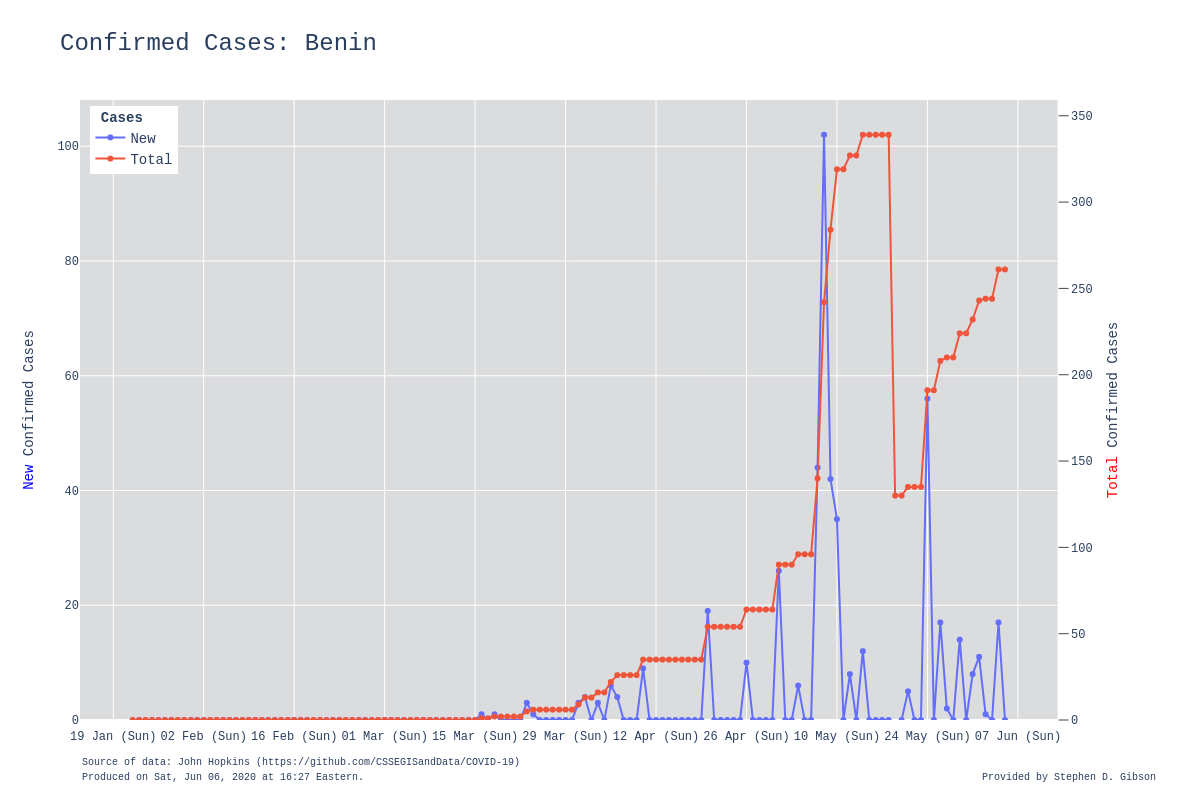 Confirmed Cases: Benin
Cases
New
Total
100
80
60
40
20
0
350
300
250
200
150
100
50
0
New Confirmed Cases
Total Confirmed Cases
19 Jan (Sun) 02 Feb (Sun) 16 Feb (Sun) 01 Mar (Sun) 15 Mar (Sun) 29 Mar (Sun) 12 Apr (Sun) 26 Apr (Sun) 10 May (Sun) 24 May (Sun) 07 Jun (Sun)
Source of data: John Hopkins (https://github.com/CSSEGISandData/COVID-19)
Produced on Sat, Jun 06, 2020 at 16:27 Eastern.
Provided by Stephen D. Gibson